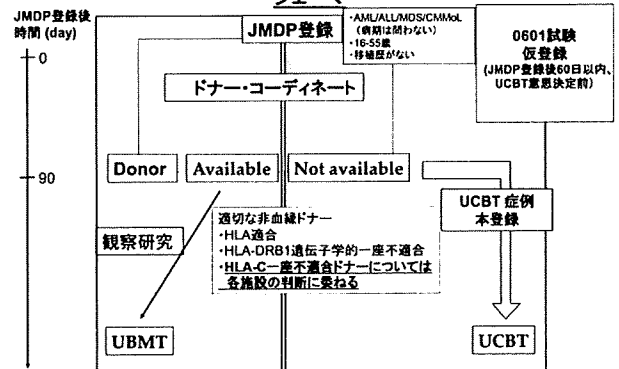 シェーマ
JMDP登録後
時間 (day)
0
90
JMDP登録
・AML/ALL/MDS/CMMoL
(病期は問わない)
・16-55歳
・移植歴がない
0601試験
仮登録
(JMDP登録後60日以内、
UCBT意思決定前)
ドナー・コーディネート
Donor
Available
Not available
UCBT 症例
本登録
適切な非血縁ドナー
・HLA適合
・HLA-DRB1遺伝子学的一座不適合
・HLA-C一座不適合ドナーについては
各施設の判断に委ねる
観察研究
UBMT
UCBT